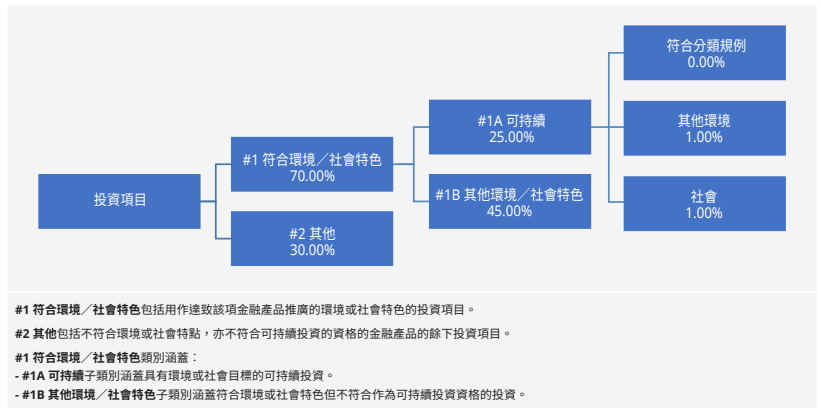 投資項目
#1 符合環境／社會特色
70.00%
#2 其他
30.00%
#1A 可持續
25.00%
#1B 其他環境／社會特色
45.00%
符合分類規例
0.00%
其他環境
1.00%
社會
1.00%
#1 符合環境／社會特色包括用作達致該項金融產品推廣的環境或社會特色的投資項目。
#2 其他包括不符合環境或社會特點，亦不符合可持續投資的資格的金融產品的餘下投資項目。
#1 符合環境／社會特色類別涵蓋：
- #1A 可持續子類別涵蓋具有環境或社會目標的可持續投資。
- #1B 其他環境／社會特色子類別涵蓋符合環境或社會特色但不符合作為可持續投資資格的投資。